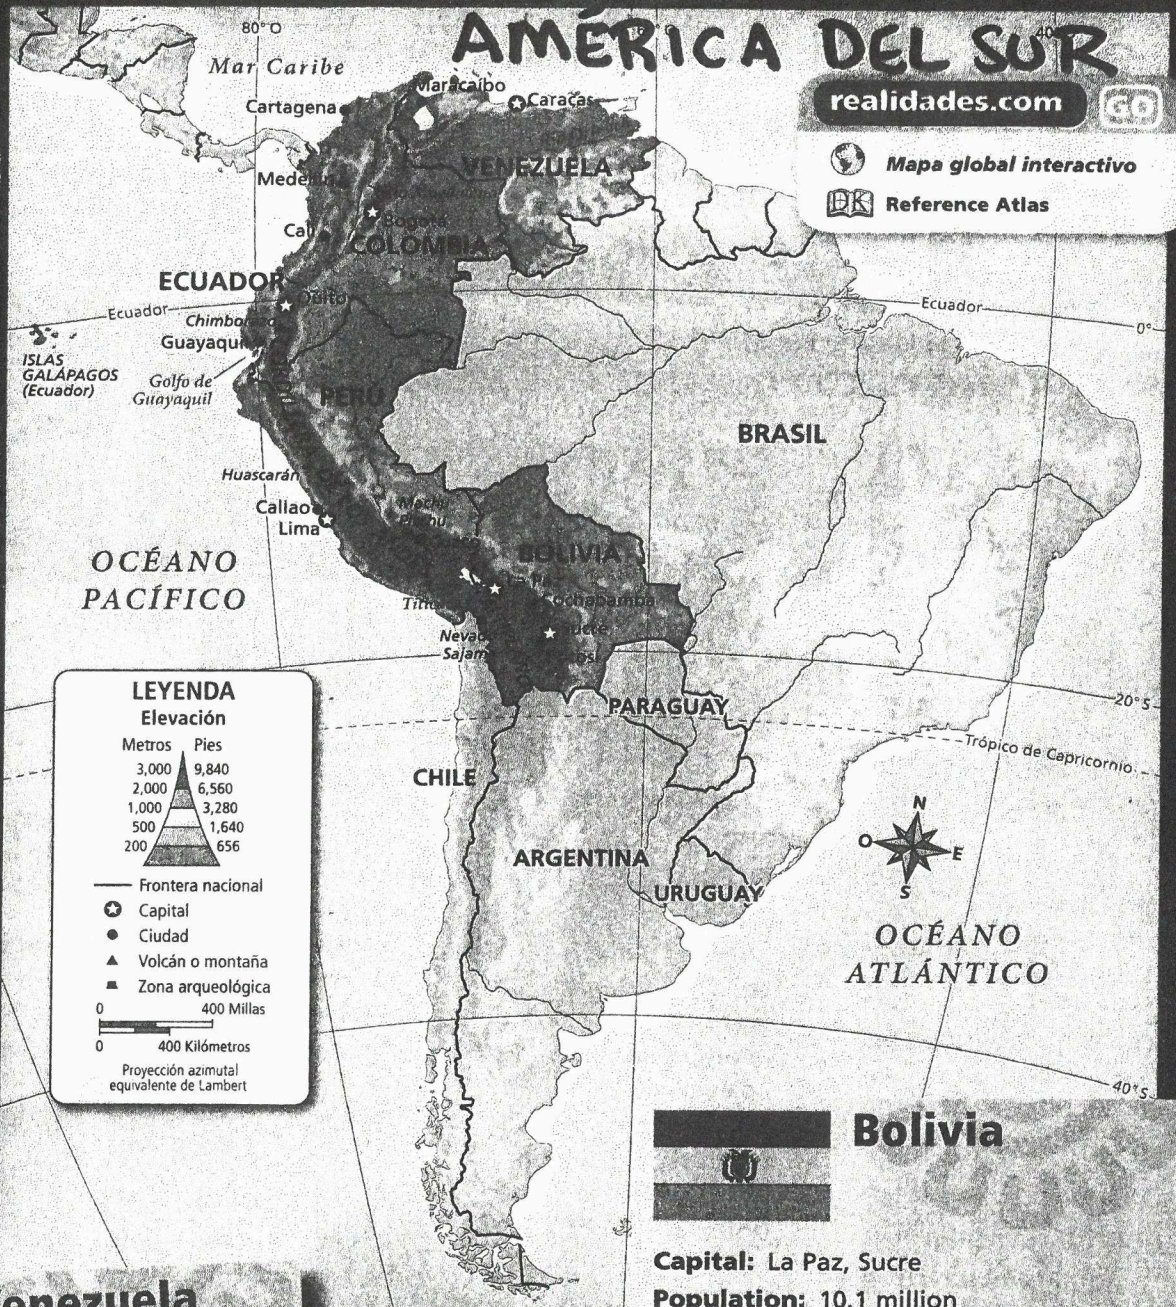 AMÉRICA DEL SUR
80°O
40
Mar Caribe
realidades.com GO
Mapa global interactivo
DK Reference Atlas
Maracaibo
Cartagena
Caracas
VENEZUELA
Medellín
Bogotá
Cali
COLOMBIA
ECUADOR
Quito
Ecuador
Ecuador
0°
Chimborazo
Guayaquil
ISLAS
GALÁPAGOS
(Ecuador)
Golfo de
Guayaquil
PERÚ
BRASIL
Huascarán
Machu
Picchu
Callao
Lima
OCÉANO
PACÍFICO
BOLIVIA
La Paz
Cochabamba
Sucre
Nevado
Sajama
PARAGUAY
20°S
Trópico de Capricornio
CHILE
ARGENTINA
URUGUAY
N
O
E
S
OCÉANO
ATLÁNTICO
40°S
LEYENDA
Elevación
Metros Pies
3,000 9,840
2,000 6,560
1,000 3,280
500 1,640
200 656
Frontera nacional
Capital
Ciudad
Volcán o montaña
Zona arqueológica
0 400 Millas
0 400 Kilómetros
Proyección azimutal
equivalente de Lambert
Bolivia
Capital: La Paz, Sucre
Population: 10.1 million
enezuela